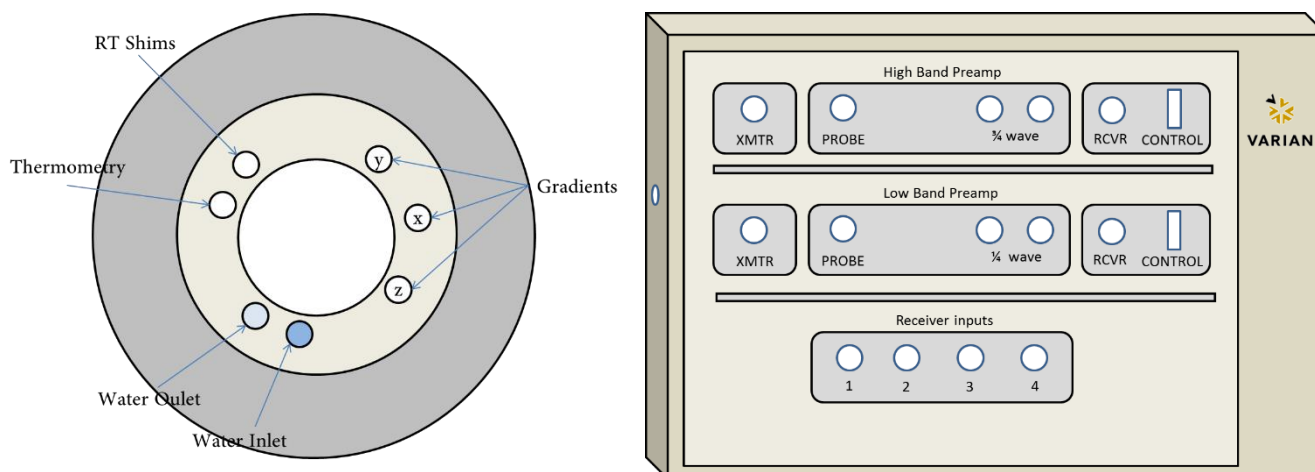 RT Shims
Thermometry
y
x
z
Gradients
Water Oulet
Water Inlet
High Band Preamp
XMTR
PROBE
¾ wave
RCVR CONTROL
VARIAN
Low Band Preamp
XMTR
PROBE
¼ wave
RCVR CONTROL
Receiver inputs
1 2 3 4